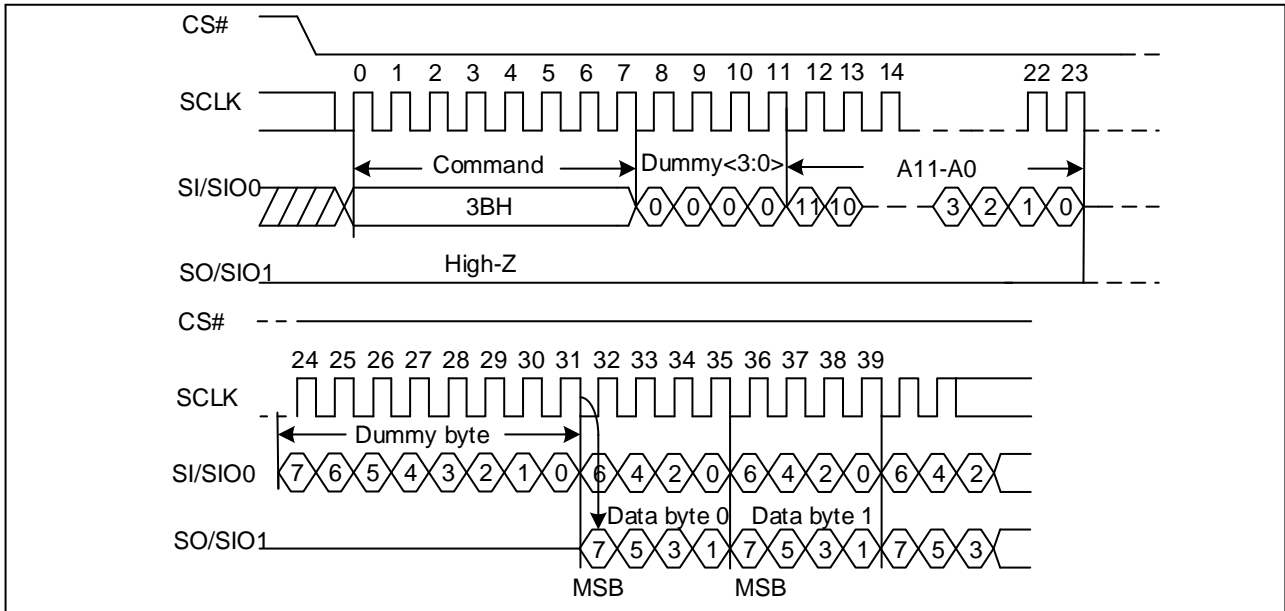 CS#
0 1 2 3 4 5 6 7 8 9 10 11 12 13 14 22 23
SCLK
Command Dummy<3:0> A11-A0
SI/SIO0 3BH 0 0 0 0 11 10 3 2 1 0
High-Z
SO/SIO1
CS#
24 25 26 27 28 29 30 31 32 33 34 35 36 37 38 39
SCLK
Dummy byte
SI/SIO0 7 6 5 4 3 2 1 0 6 4 2 0 6 4 2 0 6 4 2
Data byte 0 Data byte 1
SO/SIO1 7 5 3 1 7 5 3 1 7 5 3
MSB MSB